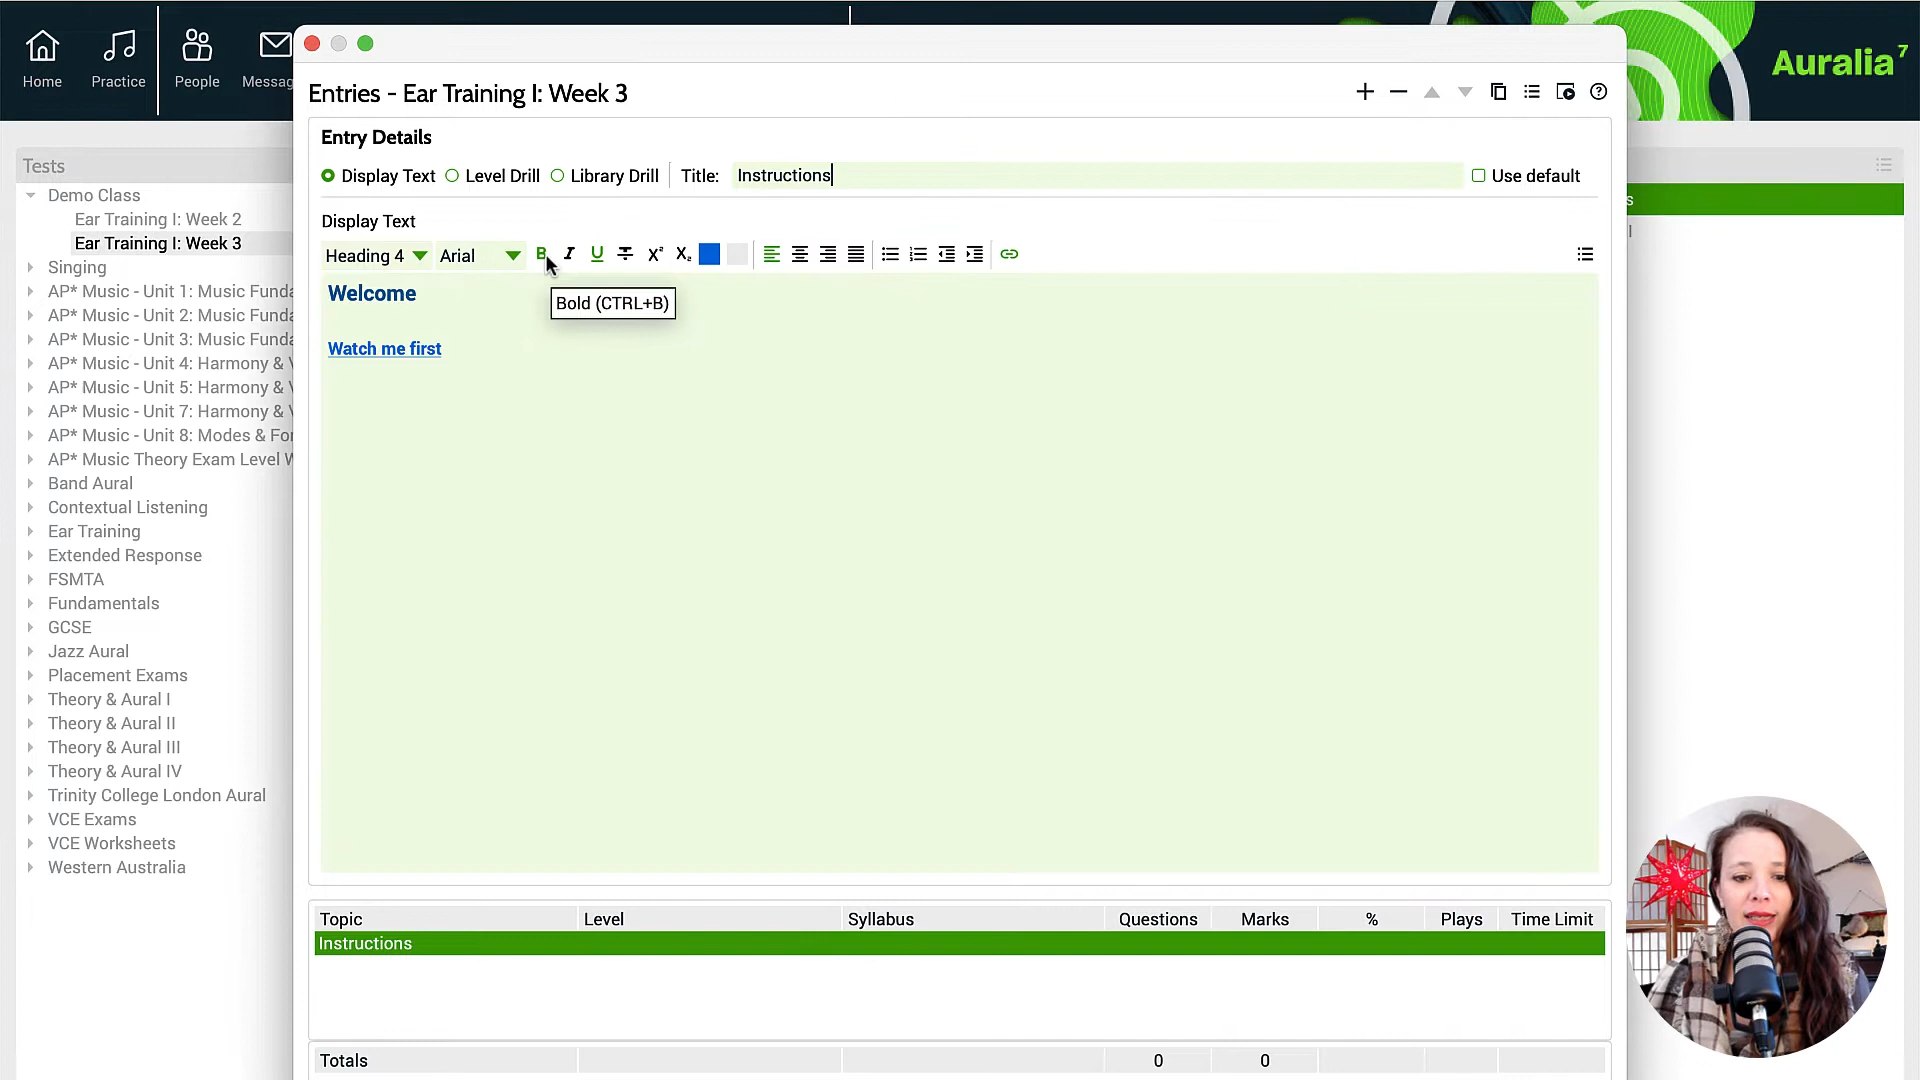 Home
Practice
People
Messag
Auralia7
Entries - Ear Training I: Week 3
Entry Details
Display Text Level Drill Library Drill Title: Instructions Use default
Display Text
Heading 4 Arial B I U T X² X₂
Welcome
Bold (CTRL+B)
Watch me first
Tests
Demo Class
Ear Training I: Week 2
Ear Training I: Week 3
Singing
AP* Music - Unit 1: Music Funda
AP* Music - Unit 2: Music Funda
AP* Music - Unit 3: Music Funda
AP* Music - Unit 4: Harmony & V
AP* Music - Unit 5: Harmony & V
AP* Music - Unit 7: Harmony & V
AP* Music - Unit 8: Modes & For
AP* Music Theory Exam Level W
Band Aural
Contextual Listening
Ear Training
Extended Response
FSMTA
Fundamentals
GCSE
Jazz Aural
Placement Exams
Theory & Aural I
Theory & Aural II
Theory & Aural III
Theory & Aural IV
Trinity College London Aural
VCE Exams
VCE Worksheets
Western Australia
Topic Level Syllabus Questions Marks % Plays Time Limit
Instructions
Totals 0 0